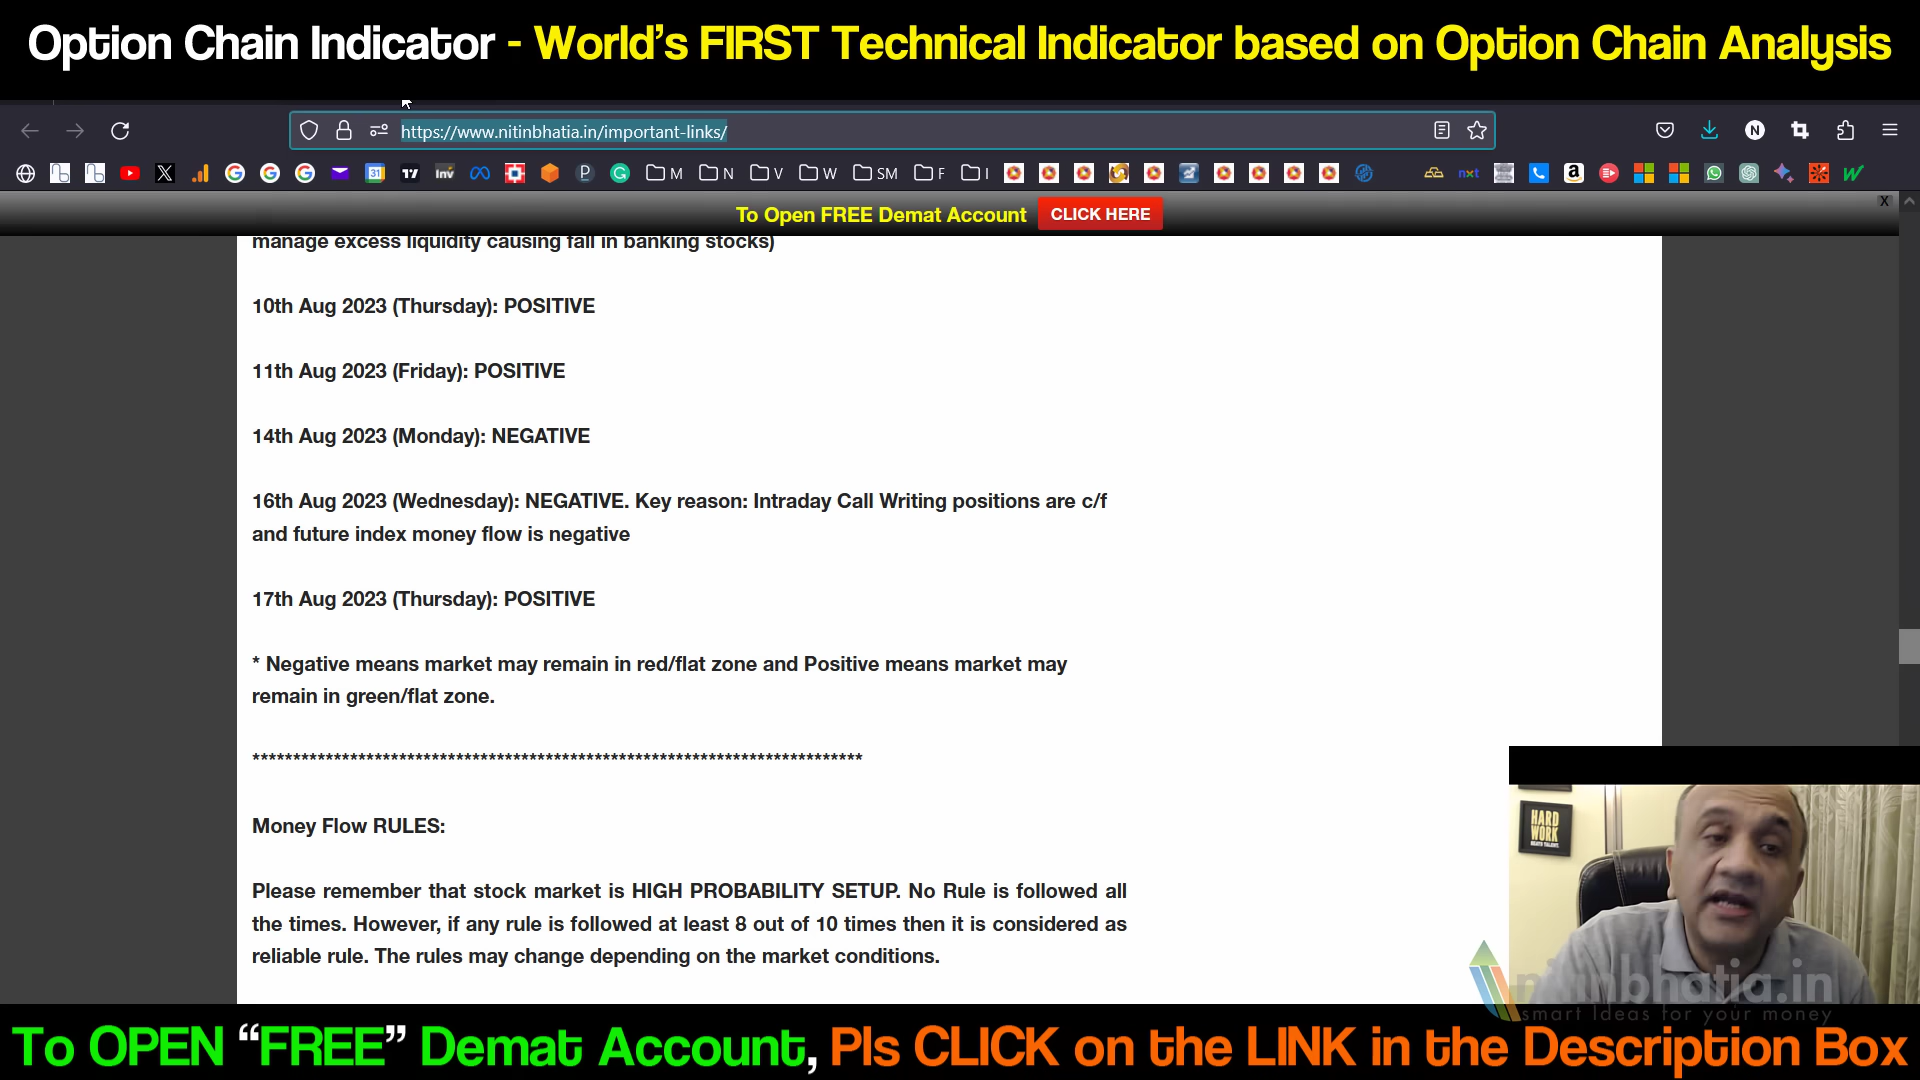 Option Chain Indicator - World's FIRST Technical Indicator based on Option Chain Analysis
https://www.nitinbhatia.in/important-links/
M N V W SM F I
To Open FREE Demat Account CLICK HERE X
manage excess liquidity causing fall in banking stocks)
10th Aug 2023 (Thursday): POSITIVE
11th Aug 2023 (Friday): POSITIVE
14th Aug 2023 (Monday): NEGATIVE
16th Aug 2023 (Wednesday): NEGATIVE. Key reason: Intraday Call Writing positions are c/f
and future index money flow is negative
17th Aug 2023 (Thursday): POSITIVE
* Negative means market may remain in red/flat zone and Positive means market may
remain in green/flat zone.
***************************************************************************
Money Flow RULES:
Please remember that stock market is HIGH PROBABILITY SETUP. No Rule is followed all
the times. However, if any rule is followed at least 8 out of 10 times then it is considered as
reliable rule. The rules may change depending on the market conditions.
HARD
WORK
BEATS TALENT
nitinbhatia.in
smart Ideas for your money
To OPEN “FREE” Demat Account, Pls CLICK on the LINK in the Description Box